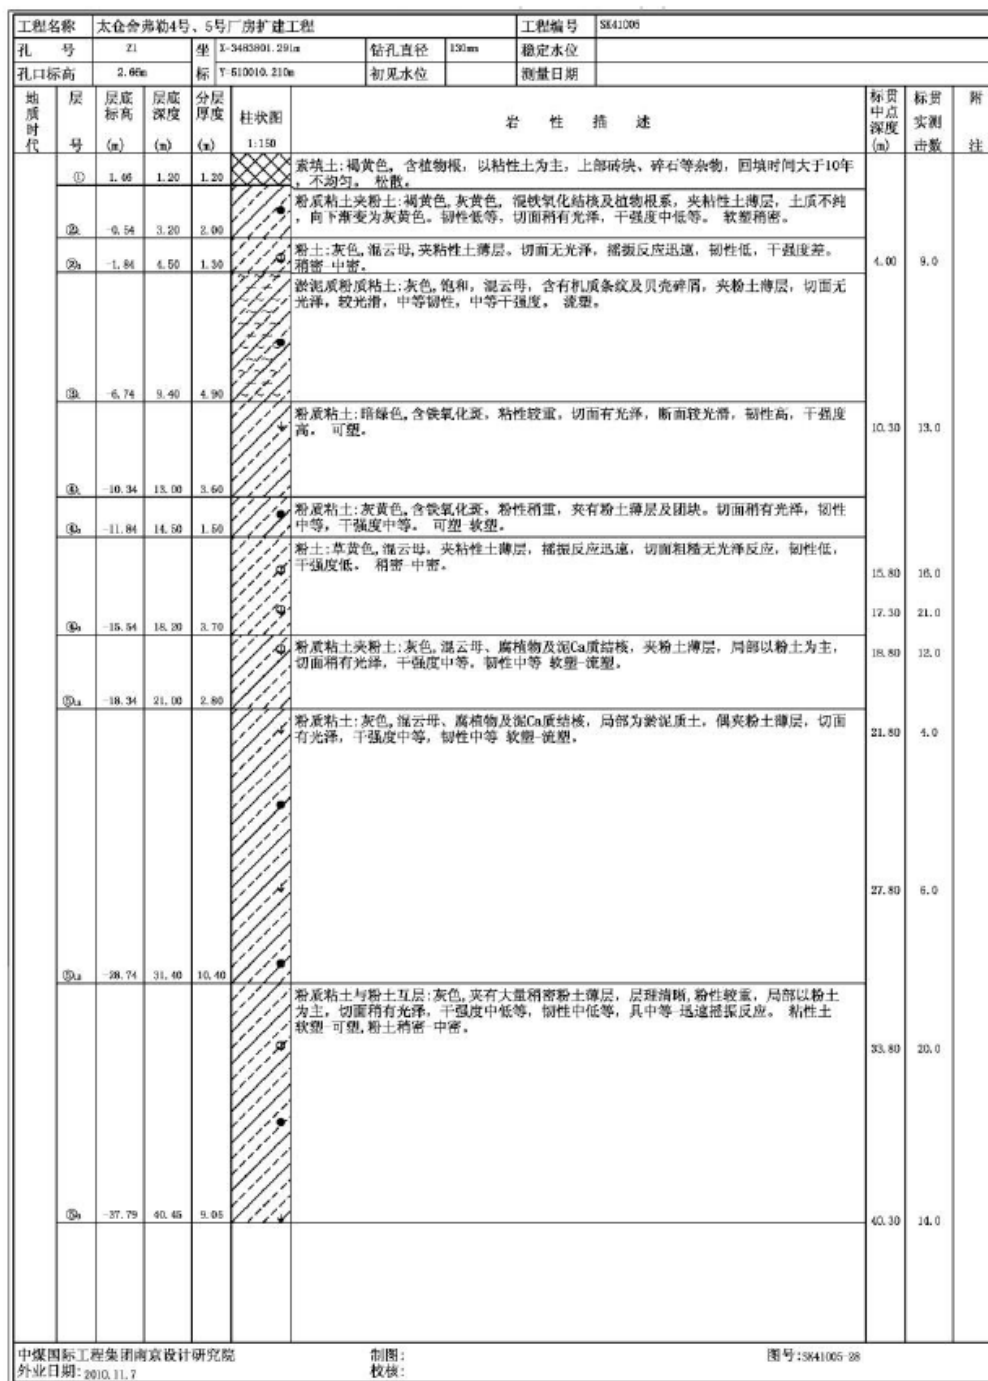 工程名称 太仓舍弗勒4号、5号厂房扩建工程 工程编号 SK41005
孔 号 Z1 坐 X-3483801.291m 钻孔直径 130mm 稳定水位
孔口标高 2.66m 标 Y-510010.210m 初见水位 测量日期
地质时代 层号 层底标高(m) 层底深度(m) 分层厚度(m) 柱状图 1:150 岩 性 描 述 标贯中点深度(m) 标贯实测击数 附注
素填土:褐黄色, 含植物根, 以粘性土为主, 上部砖块、碎石等杂物, 回填时间大于10年
① 1.46 1.20 1.20 , 不均匀。 松散。
粉质粘土夹粉土:褐黄色,灰黄色, 混铁氧化结核及植物根系, 夹粘性土薄层, 土质不纯
, 向下渐变为灰黄色。韧性低等, 切面稍有光泽, 干强度中低等。 软塑稍密。
-0.54 3.20 2.00
粉土:灰色,混云母,夹粘性土薄层。切面无光泽, 摇振反应迅速, 韧性低, 干强度差。
-1.84 4.50 1.30 稍密-中密。 4.00 9.0
淤泥质粉质粘土:灰色,饱和, 混云母, 含有机质条纹及贝壳碎屑, 夹粉土薄层, 切面无
光泽, 较光滑, 中等韧性, 中等干强度。 流塑。
-6.74 9.40 4.90
粉质粘土:暗绿色,含铁氧化斑, 粘性较重, 切面有光泽, 断面较光滑, 韧性高, 干强度
高。 可塑。 10.30 13.0
-10.34 13.00 3.60
粉质粘土:灰黄色,含铁氧化斑, 粉性稍重, 夹有粉土薄层及团块。切面稍有光泽, 韧性
-11.84 14.50 1.50 中等, 干强度中等。 可塑-软塑。
粉土:草黄色,混云母, 夹粘性土薄层, 摇振反应迅速, 切面粗糙无光泽反应, 韧性低,
干强度低。 稍密-中密。 15.80 16.0
17.30 21.0
-15.54 18.20 3.70
粉质粘土夹粉土:灰色,混云母、腐植物及泥Ca质结核, 夹粉土薄层, 局部以粉土为主,
切面稍有光泽, 干强度中等, 韧性中等 软塑-流塑。 18.80 12.0
-18.34 21.00 2.80
粉质粘土:灰色,混云母、腐植物及泥Ca质结核, 局部为淤泥质土, 偶夹粉土薄层, 切面
有光泽, 干强度中等, 韧性中等 软塑-流塑。 21.80 4.0
27.80 6.0
-28.74 31.40 10.40
粉质粘土与粉土互层:灰色,夹有大量稍密粉土薄层, 层理清晰,粉性较重, 局部以粉土
为主, 切面稍有光泽, 干强度中低等, 韧性中低等, 具中等-迅速摇振反应。 粘性土
软塑-可塑,粉土稍密-中密。
33.80 20.0
-37.79 40.45 9.05 40.30 14.0
中煤国际工程集团南京设计研究院 制图: 图号:SK41005-28
外业日期:2010.11.7 校核: